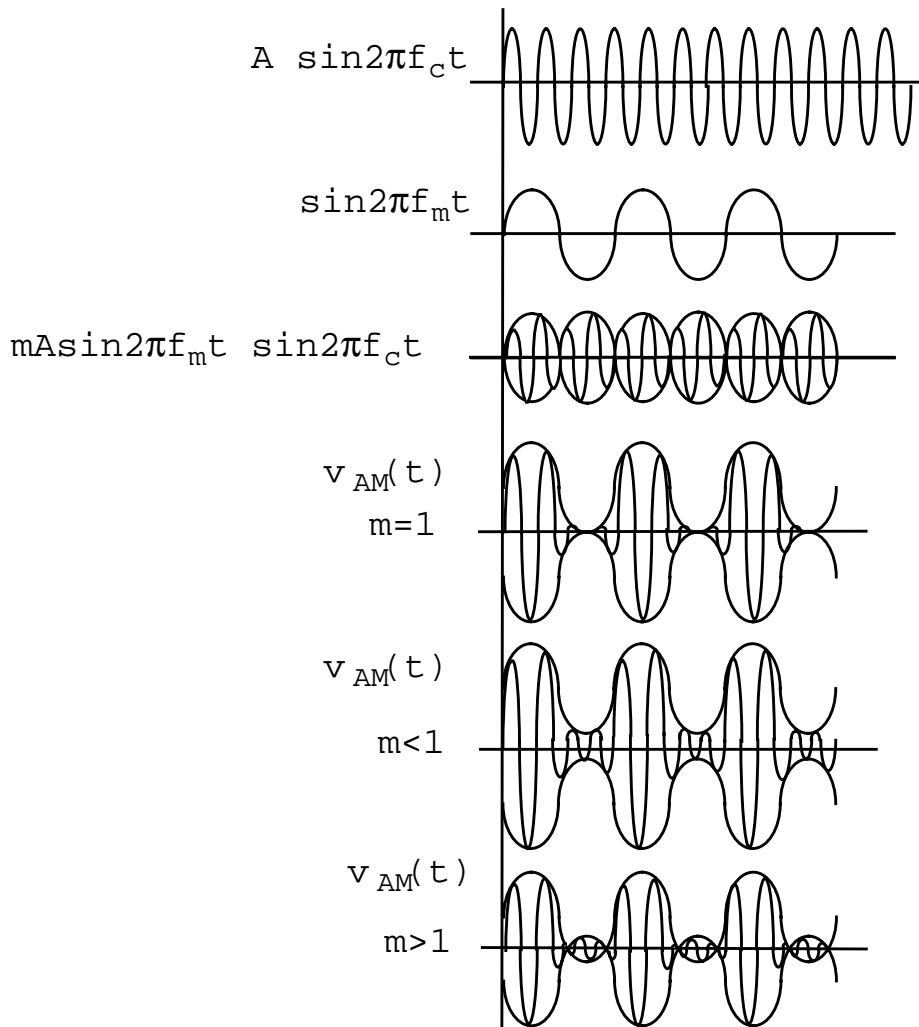 A sin2πf_ct
sin2πf_mt
mAsin2πf_mt sin2πf_ct
v_AM(t)
m=1
v_AM(t)
m<1
v_AM(t)
m>1